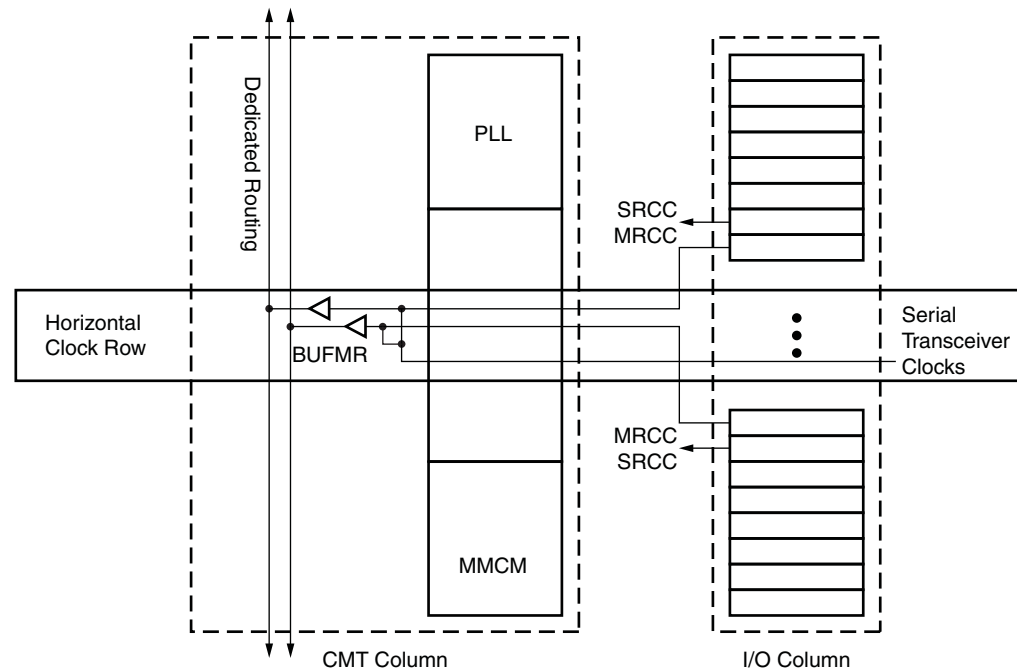 Dedicated Routing
PLL
SRCC
MRCC
Horizontal
Clock Row
BUFMR
Serial
Transceiver
Clocks
MRCC
SRCC
MMCM
CMT Column
I/O Column